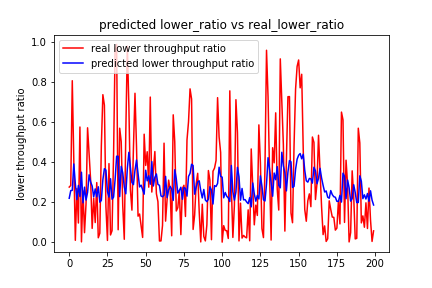 predicted lower_ratio vs real_lower_ratio
real lower throughput ratio
predicted lower throughput ratio
lower throughput ratio
1.0
0.8
0.6
0.4
0.2
0.0
0 25 50 75 100 125 150 175 200